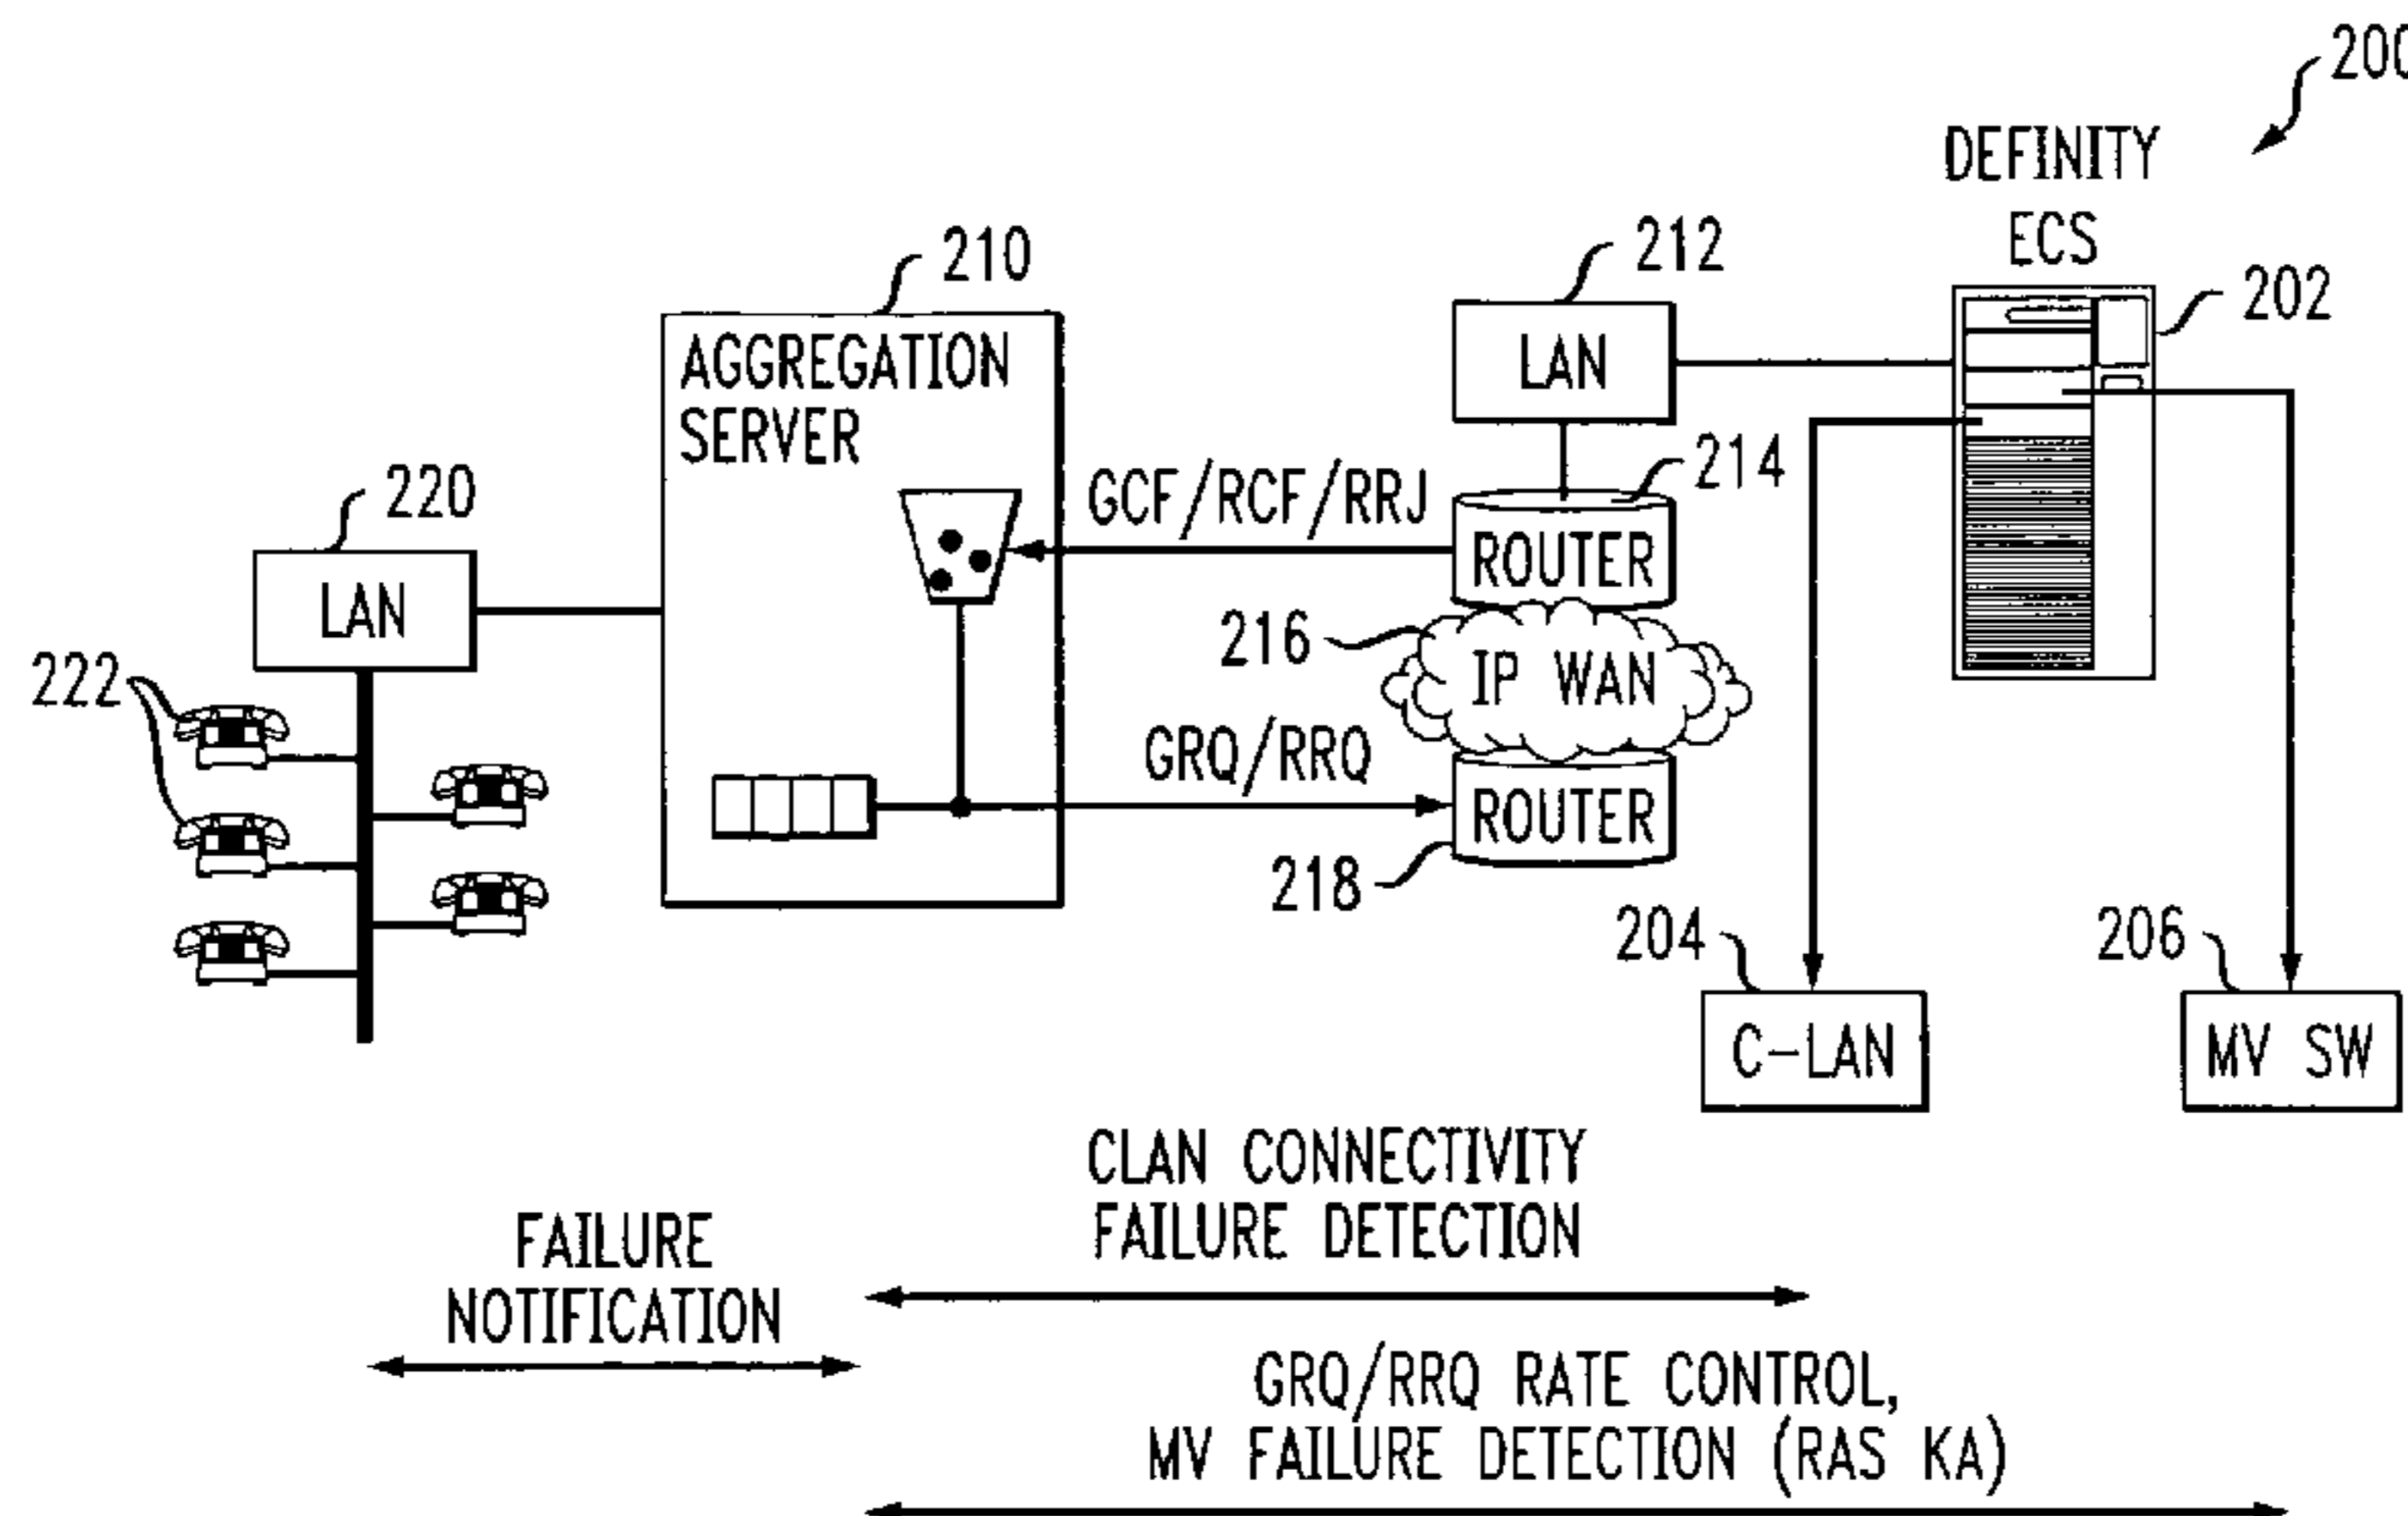 200
DEFINITY
ECS
202
212
LAN
210
AGGREGATION
SERVER
214
GCF/RCF/RRJ
ROUTER
220
LAN
216
IP WAN
222
GRQ/RRQ
ROUTER
218
204
206
C-LAN
MV SW
CLAN CONNECTIVITY
FAILURE DETECTION
FAILURE
NOTIFICATION
GRQ/RRQ RATE CONTROL,
MV FAILURE DETECTION (RAS KA)